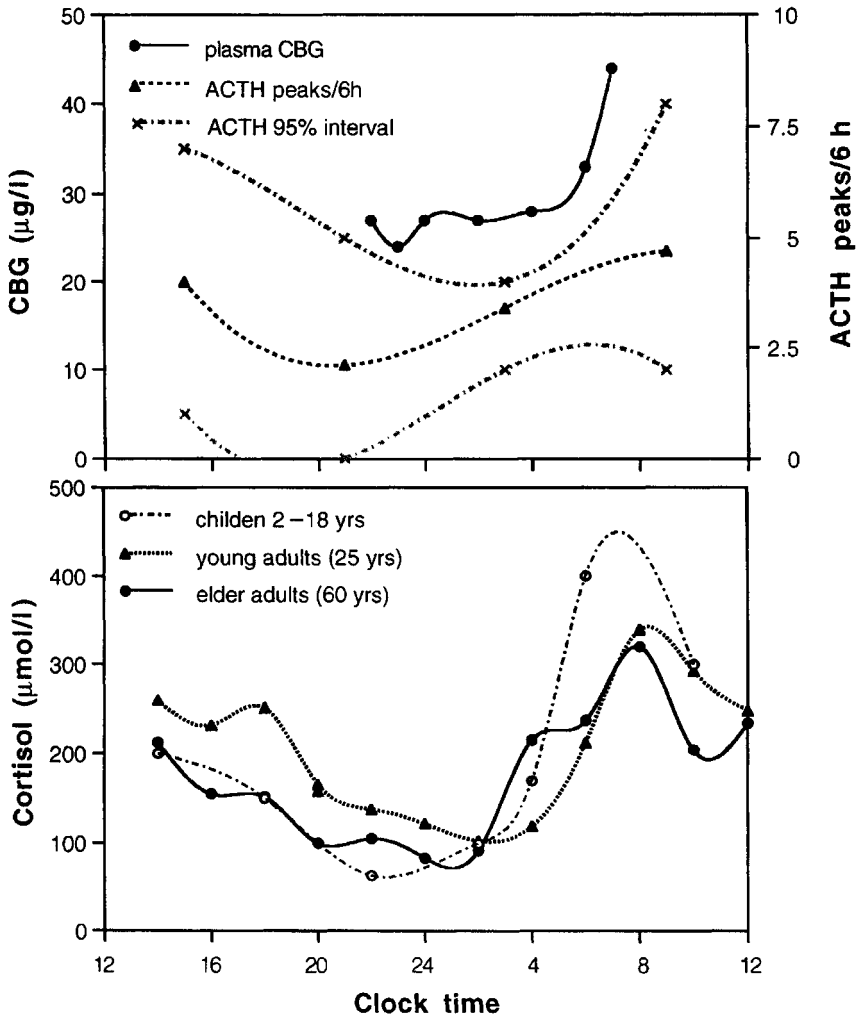 50
40
30
20
10
0
CBG (µg/l)
plasma CBG
ACTH peaks/6h
ACTH 95% interval
10
7.5
5
2.5
0
ACTH peaks/6 h
500
400
300
200
100
0
Cortisol (µmol/l)
childen 2–18 yrs
young adults (25 yrs)
elder adults (60 yrs)
12 16 20 24 4 8 12
Clock time